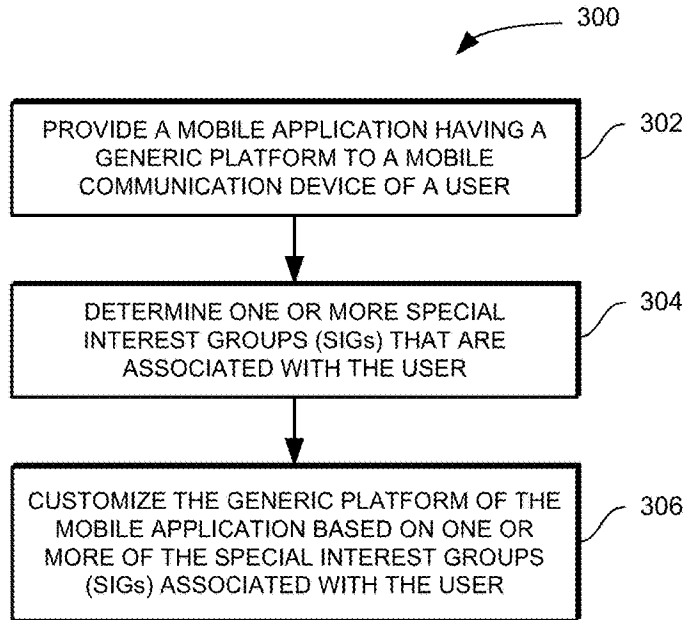 300
PROVIDE A MOBILE APPLICATION HAVING A
GENERIC PLATFORM TO A MOBILE
COMMUNICATION DEVICE OF A USER
302
DETERMINE ONE OR MORE SPECIAL
INTEREST GROUPS (SIGs) THAT ARE
ASSOCIATED WITH THE USER
304
CUSTOMIZE THE GENERIC PLATFORM OF THE
MOBILE APPLICATION BASED ON ONE OR
MORE OF THE SPECIAL INTEREST GROUPS
(SIGs) ASSOCIATED WITH THE USER
306